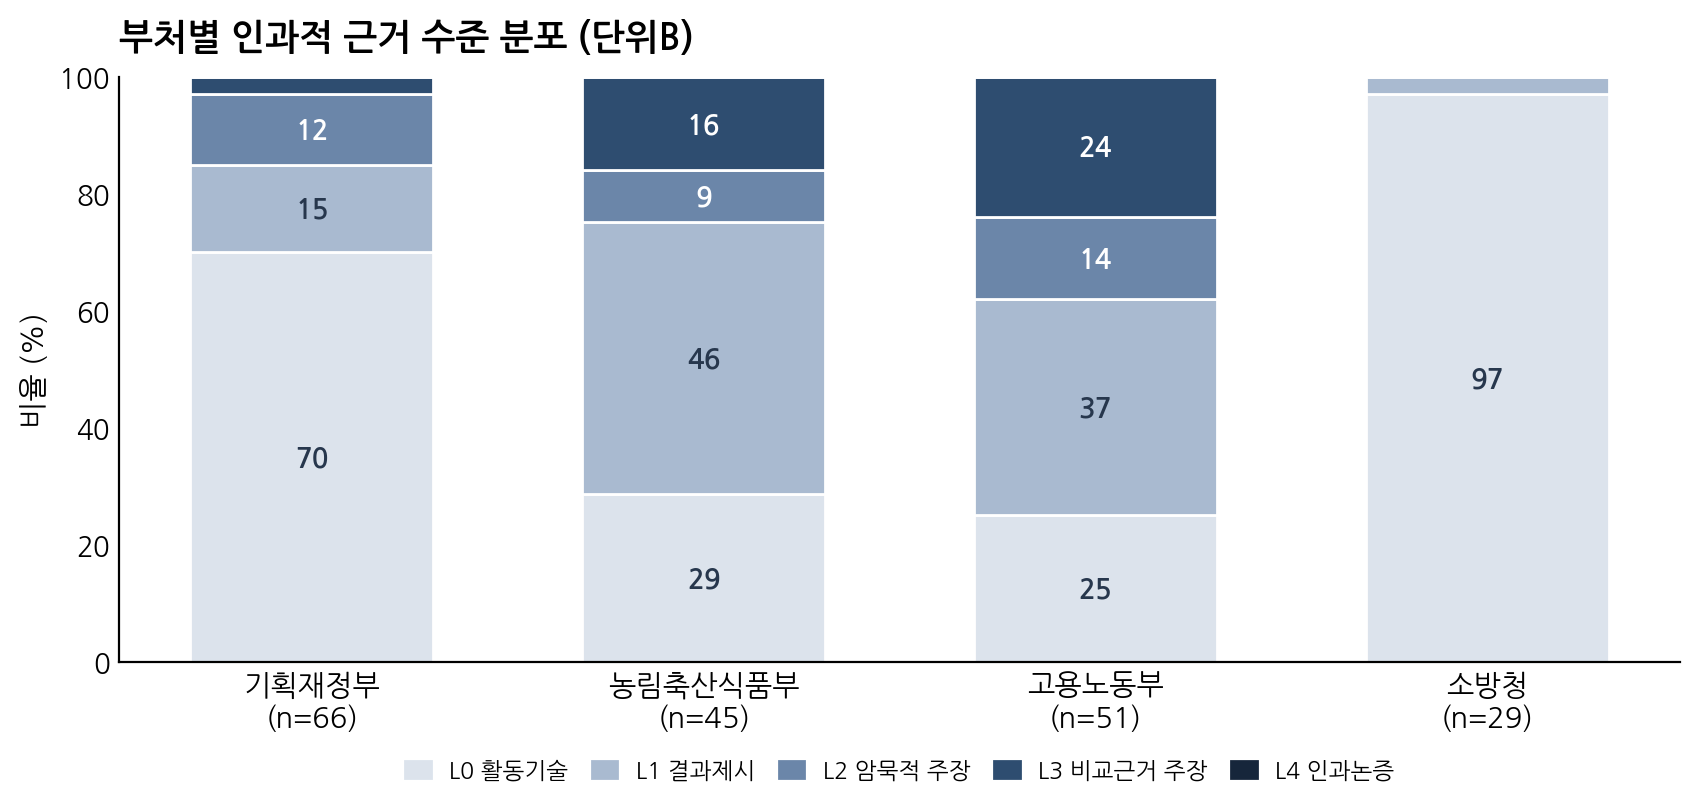 부처별 인과적 근거 수준 분포 (단위B)
비율 (%)
100
80
60
40
20
0
12
15
70
16
9
46
29
24
14
37
25
97
기획재정부
(n=66)
농림축산식품부
(n=45)
고용노동부
(n=51)
소방청
(n=29)
L0 활동기술
L1 결과제시
L2 암묵적 주장
L3 비교근거 주장
L4 인과논증